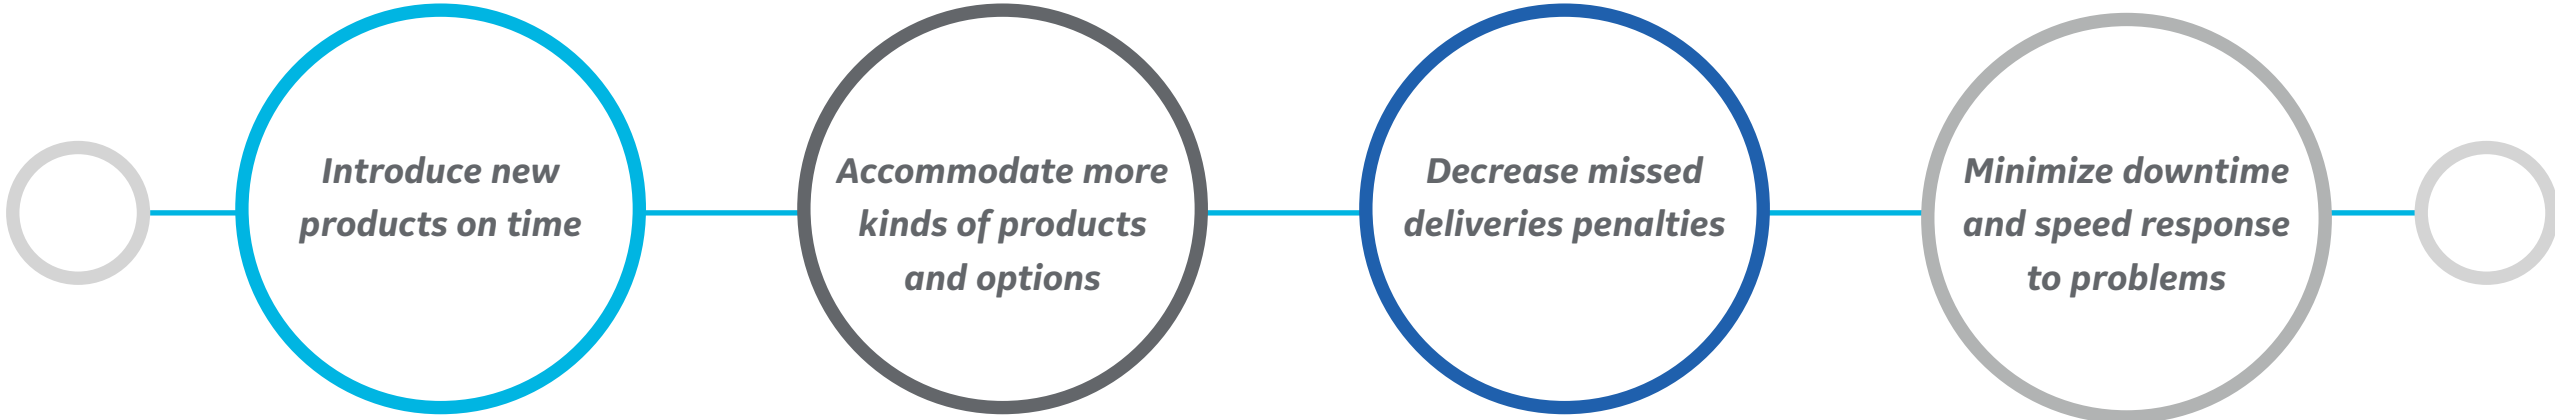 Introduce new
products on time
Accommodate more
kinds of products
and options
Decrease missed
deliveries penalties
Minimize downtime
and speed response
to problems